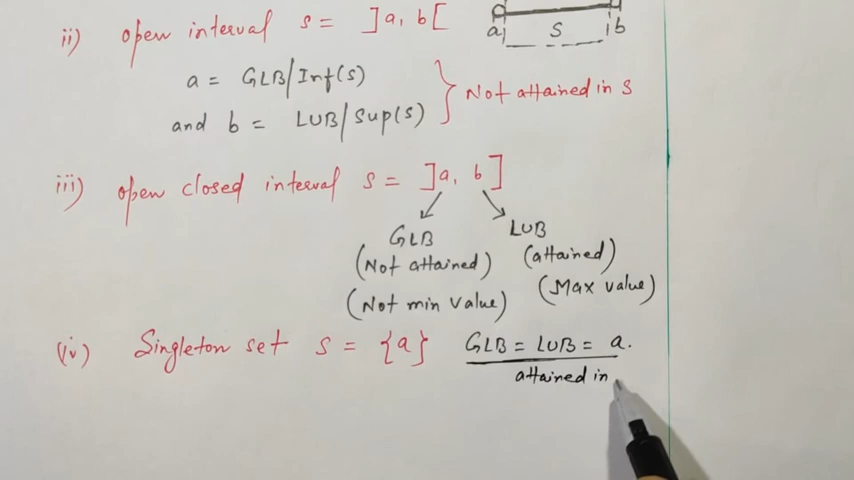 ii) open interval s = ]a, b[
a s b
a = GLB/Inf(s)
and b = LUB/Sup(s) } Not attained in s
iii) open closed interval s = ]a, b]
GLB LUB
(Not attained) (attained)
(Not min value) (Max value)
(iv) Singleton set s = {a} GLB = LUB = a.
attained in